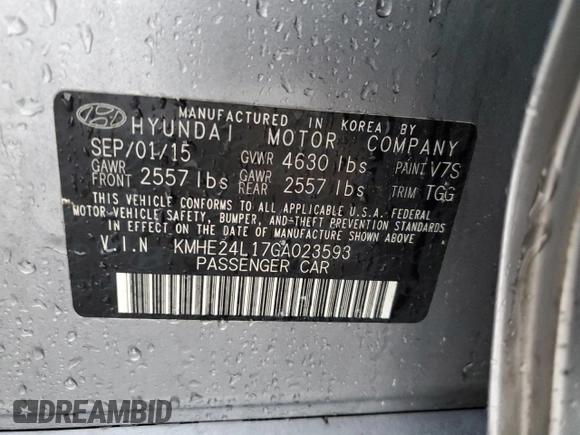 MANUFACTURED IN KOREA BY
HYUNDAI MOTOR COMPANY
SEP/01/15 GVWR 4630 lbs PAINT V7S
GAWR FRONT 2557 lbs GAWR REAR 2557 lbs TRIM TGG
THIS VEHICLE CONFORMS TO ALL APPLICABLE U.S.A. FEDERAL
MOTOR-VEHICLE SAFETY, BUMPER, AND-THEFT PREVENTION STANDARDS IN
EFFECT ON THE DATE OF MANUFACTURE SHOWN ABOVE.
V I N KMHE24L17GA023593
PASSENGER CAR
DREAMBID